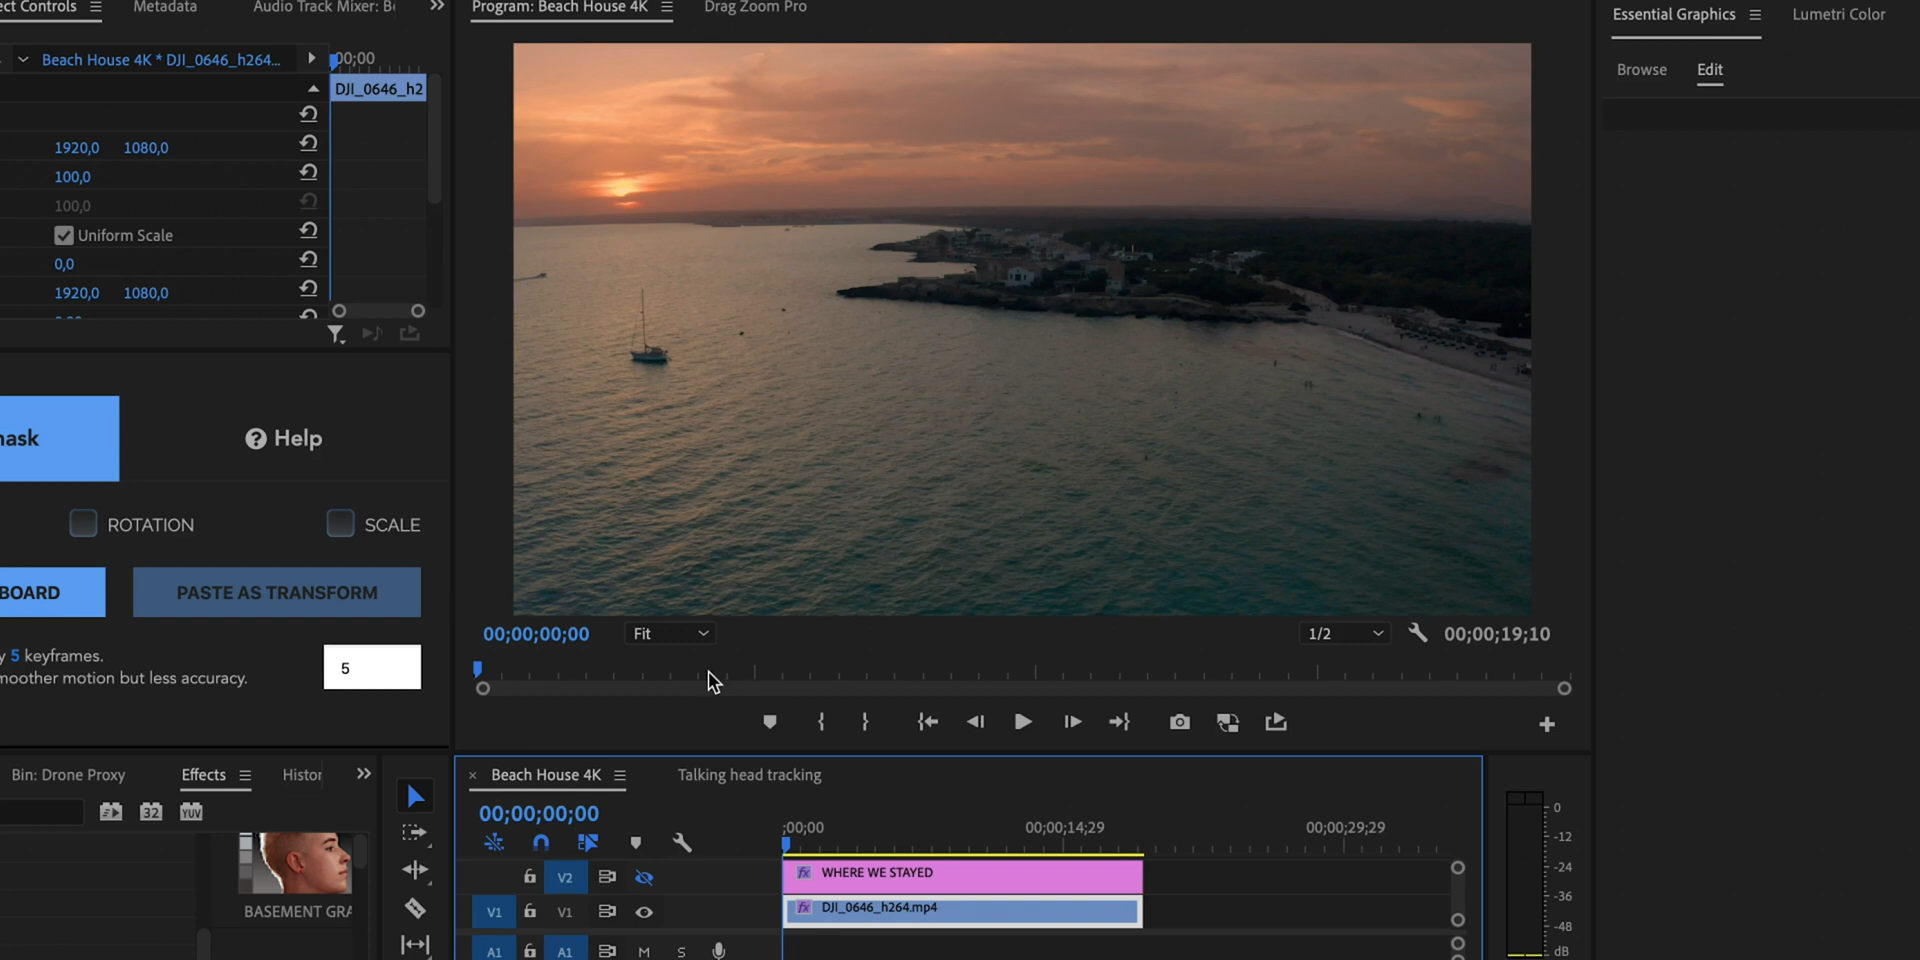 ect Controls
Metadata
Audio Track Mixer: B
Program: Beach House 4K
Drag Zoom Pro
Essential Graphics
Lumetri Color
Beach House 4K * DJI_0646_h264...
00;00
DJI_0646_h2
1920,0 1080,0
100,0
100,0
Uniform Scale
0,0
1920,0 1080,0
Browse
Edit
nask
Help
ROTATION
SCALE
BOARD
PASTE AS TRANSFORM
y 5 keyframes.
moother motion but less accuracy.
5
00;00;00;00
Fit
1/2
00;00;19;10
Bin: Drone Proxy
Effects
Histor
32
YUV
BASEMENT GRA
Beach House 4K
Talking head tracking
00;00;00;00
;00;00
00;00;14;29
00;00;29;29
V2
fx WHERE WE STAYED
V1
V1
fx DJI_0646_h264.mp4
A1
A1
M
S
0
-12
-24
-36
-48
dB